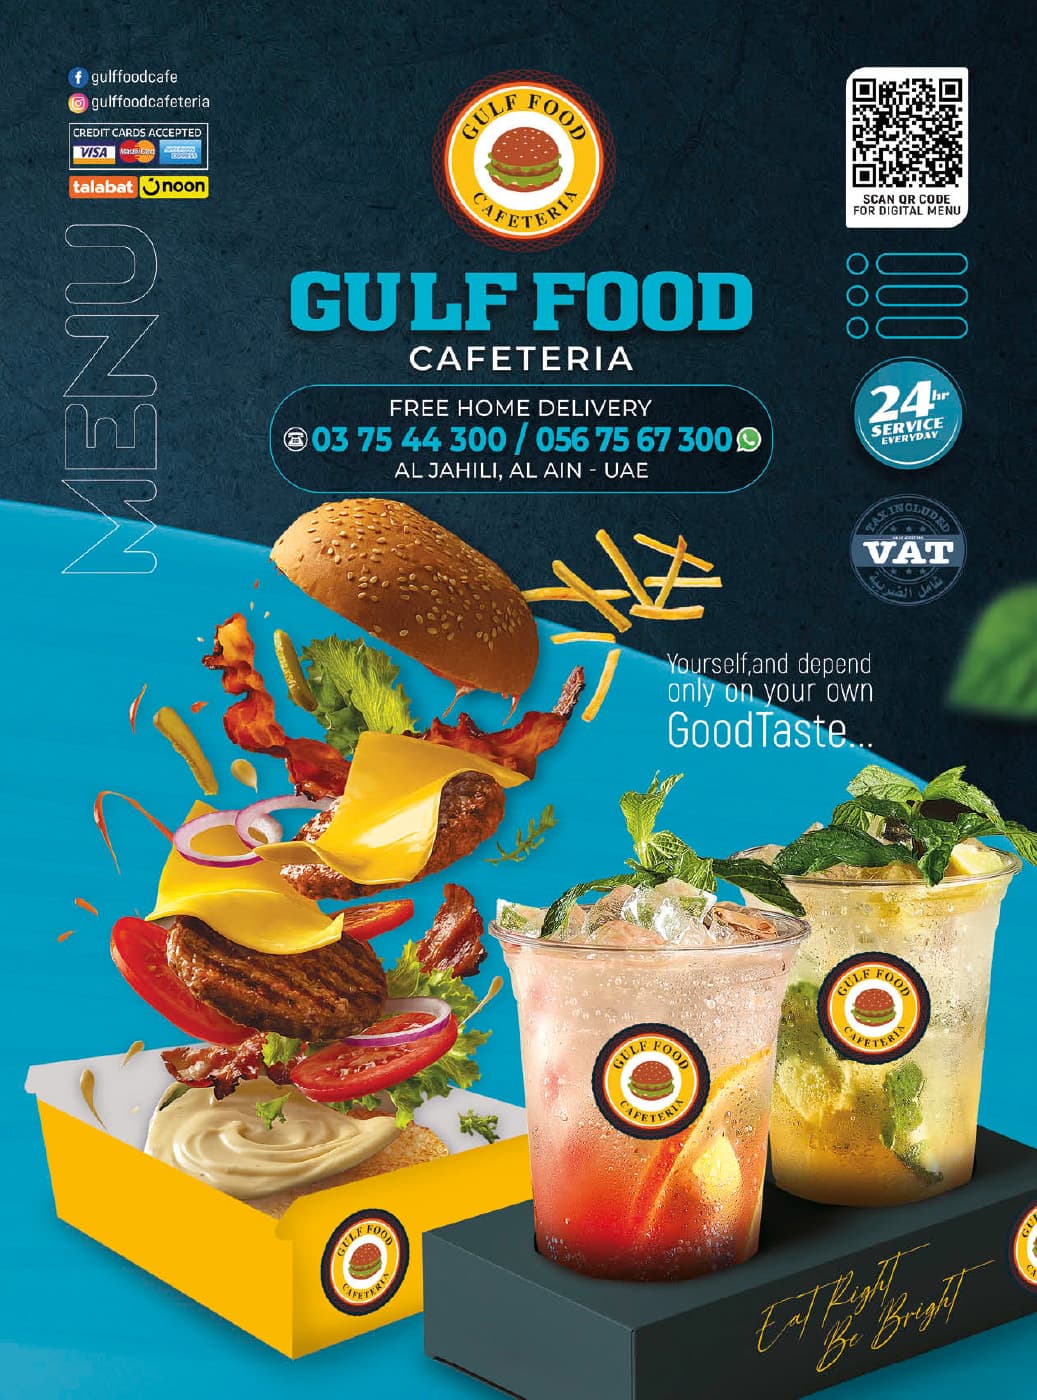 gulffoodcafe
gulffoodcafeteria
CREDIT CARDS ACCEPTED
VISA MasterCard AMERICAN EXPRESS
talabat noon
MENU
GULF FOOD
CAFETERIA
SCAN QR CODE
FOR DIGITAL MENU
GULF FOOD
CAFETERIA
FREE HOME DELIVERY
03 75 44 300 / 056 75 67 300
AL JAHILI, AL AIN - UAE
24hr
SERVICE
EVERYDAY
TAX INCLUDED
VAT
شامل الضريبة
Yourself,and depend
only on your own
GoodTaste...
GULF FOOD
CAFETERIA
GULF FOOD
CAFETERIA
GULF FOOD
CAFETERIA
Eat Right
Be Bright